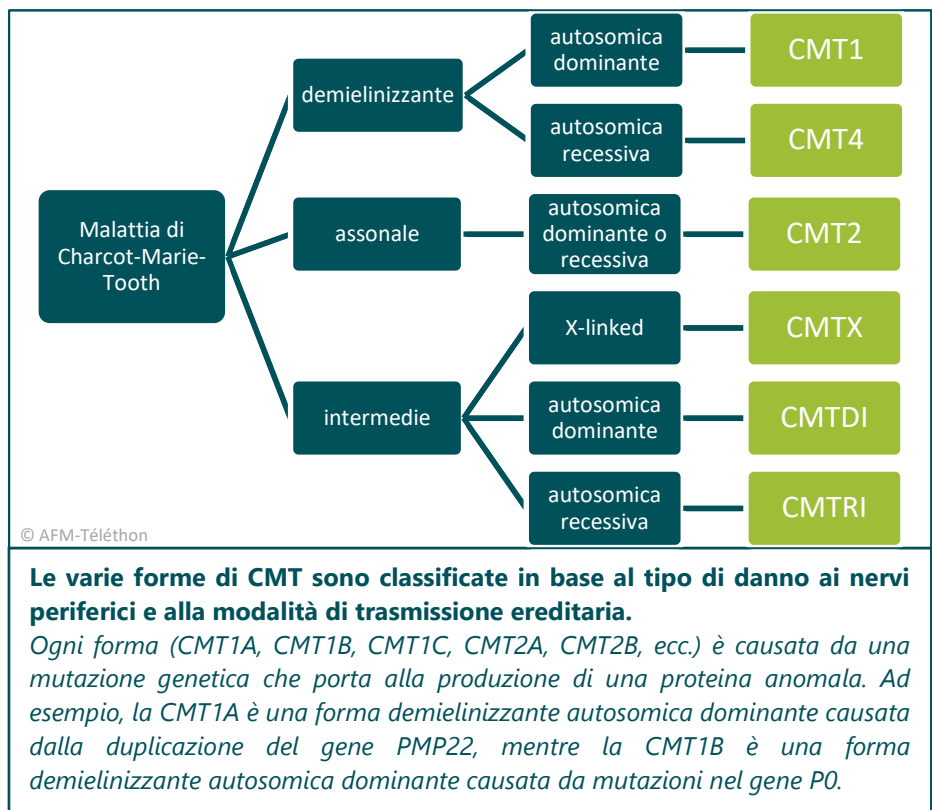 Malattia di
Charcot-Marie-
Tooth
demielinizzante
autosomica
dominante
CMT1
autosomica
recessiva
CMT4
assonale
autosomica
dominante o
recessiva
CMT2
intermedie
X-linked
CMTX
autosomica
dominante
CMTDI
autosomica
recessiva
CMTRI
© AFM-Téléthon
Le varie forme di CMT sono classificate in base al tipo di danno ai nervi
periferici e alla modalità di trasmissione ereditaria.
Ogni forma (CMT1A, CMT1B, CMT1C, CMT2A, CMT2B, ecc.) è causata da una
mutazione genetica che porta alla produzione di una proteina anomala. Ad
esempio, la CMT1A è una forma demielinizzante autosomica dominante causata
dalla duplicazione del gene PMP22, mentre la CMT1B è una forma
demielinizzante autosomica dominante causata da mutazioni nel gene P0.